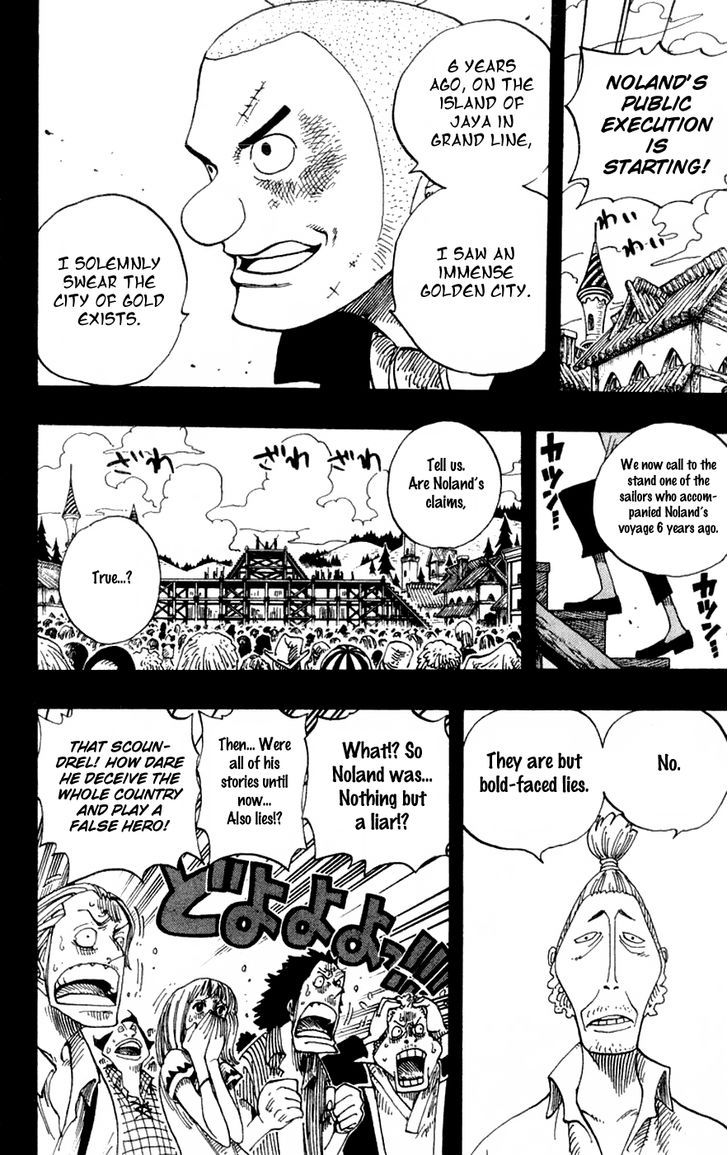 NOLAND'S
PUBLIC
EXECUTION
IS
STARTING!
わい
わい
6 YEARS
AGO, ON THE
ISLAND OF
JAYA IN
GRAND LINE,
I SAW AN
IMMENSE
GOLDEN CITY.
I SOLEMNLY
SWEAR THE
CITY OF GOLD
EXISTS.
We now call to the
stand one of the
sailors who accom-
panied Noland's
voyage 6 years ago.
カツン!
カツン!
Tell us.
Are Noland's
claims,
ざわ
ざわ
ざわ
True...?
No.
They are but
bold-faced lies.
What!? So
Noland was...
Nothing but
a liar!?
Then... Were
all of his
stories until
now...
Also lies!?
THAT SCOUN-
DREL! HOW DARE
HE DECEIVE THE
WHOLE COUNTRY
AND PLAY A
FALSE HERO!
どよよよっ!!!